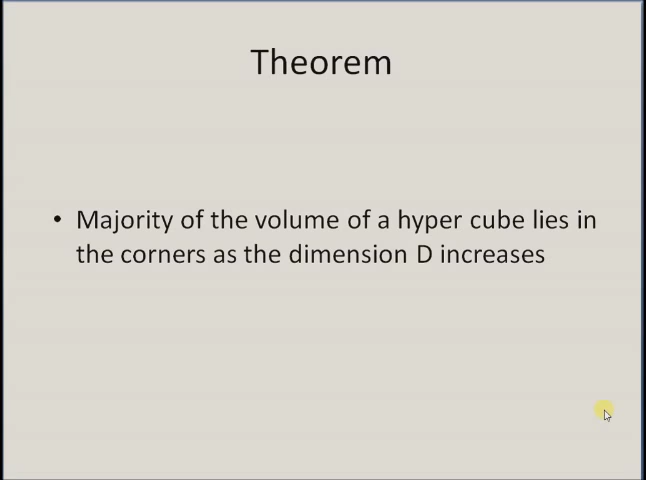 Theorem
• Majority of the volume of a hyper cube lies in
the corners as the dimension D increases